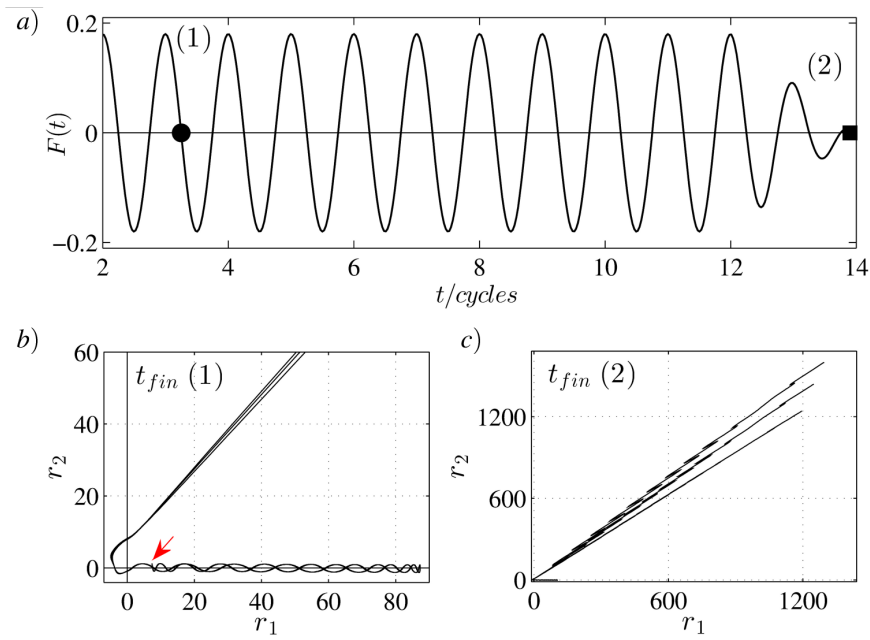 a)
0.2
(1)
(2)
F(t)
0
−0.2
2 4 6 8 10 12 14
t/cycles
b)
60
t_fin (1)
40
r_2
20
0
0 20 40 60 80
r_1
c)
t_fin (2)
1200
r_2
600
0
0 600 1200
r_1